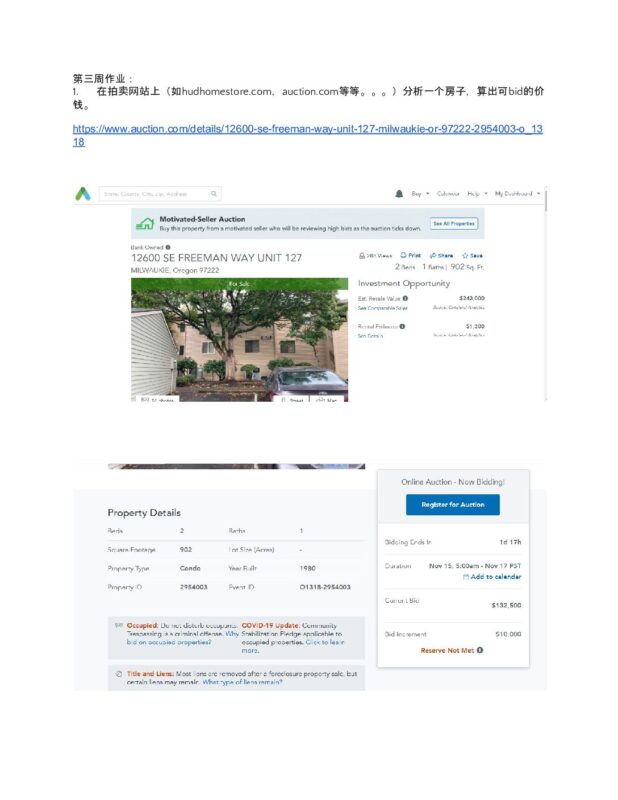 第三周作业：
1. 在拍卖网站上（如hudhomestore.com，auction.com等等。。。）分析一个房子，算出可bid的价
钱。
https://www.auction.com/details/12600-se-freeman-way-unit-127-milwaukie-or-97222-2954003-o_13
18
State, County, City, Zip, Address
Buy Calendar Help My Dashboard
Motivated-Seller Auction
Buy this property from a motivated seller who will be reviewing high bids as the auction ticks down.
See All Properties
Bank Owned
12600 SE FREEMAN WAY UNIT 127
MILWAUKIE, Oregon 97222
Views Print Share Save
2 Beds 1 Baths | 902 Sq. Ft.
For Sale
Investment Opportunity
Est. Resale Value $243,000
See Comparable Sales
Rental Estimate
See Details
Street Map
Property Details
Beds 2 Baths 1
Square Footage 902 Lot Size (Acres) -
Property Type Condo Year Built 1980
Property ID 2954003 Event ID O1318-2954003
Occupied: Do not disturb occupants.
Trespassing is a criminal offense. Why
bid on occupied properties?
COVID-19 Update: Community
Stabilization Pledge applicable to
occupied properties. Click to learn
more.
Title and Liens: Most liens are removed after a foreclosure property sale, but
certain liens may remain. What type of liens remain?
Online Auction - Now Bidding!
Register for Auction
Bidding Ends In 1d 17h
Duration Nov 15, 5:00am - Nov 17 PST
Add to calendar
Current Bid $132,500
Bid Increment $10,000
Reserve Not Met